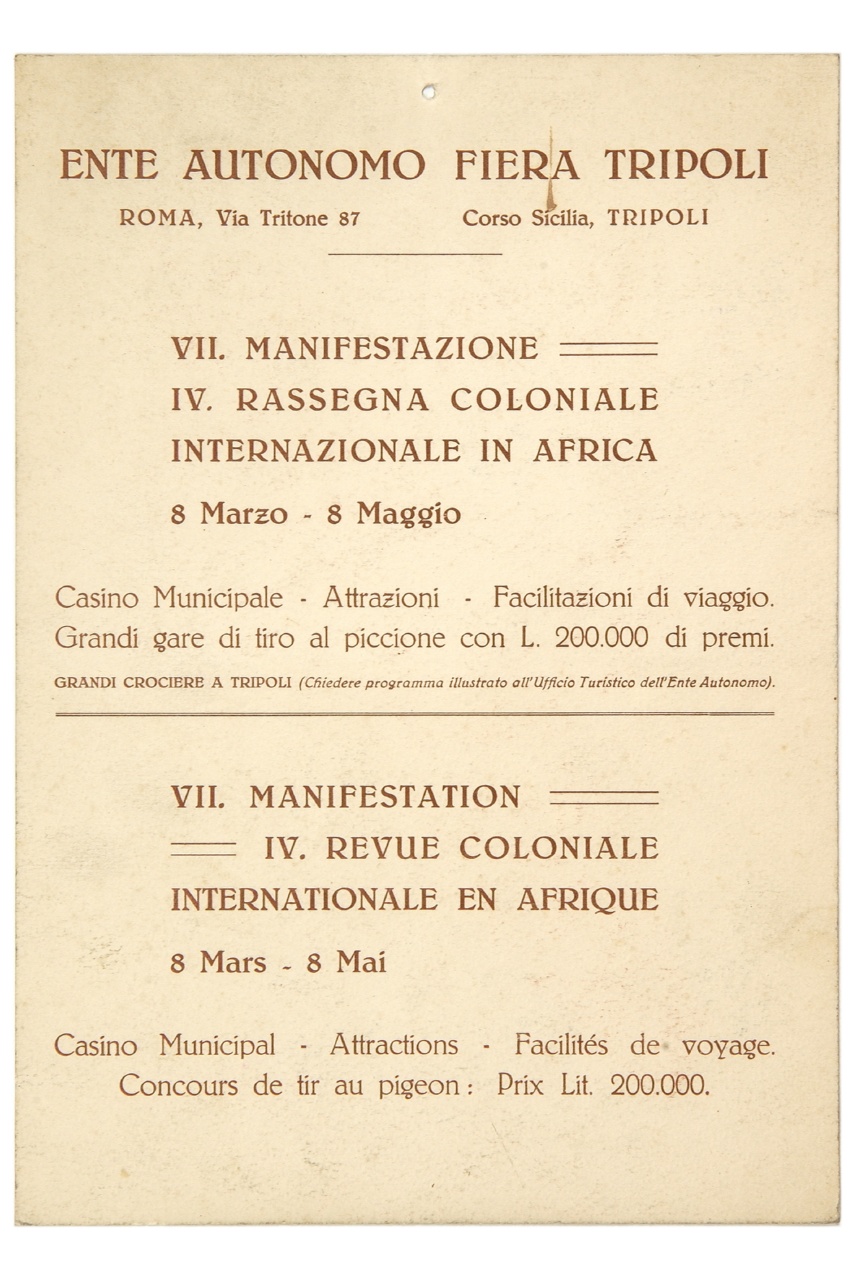 ENTE AUTONOMO FIERA TRIPOLI
ROMA, Via Tritone 87 Corso Sicilia, TRIPOLI
VII. MANIFESTAZIONE
IV. RASSEGNA COLONIALE
INTERNAZIONALE IN AFRICA
8 Marzo - 8 Maggio
Casino Municipale - Attrazioni - Facilitazioni di viaggio.
Grandi gare di tiro al piccione con L. 200.000 di premi.
GRANDI CROCIERE A TRIPOLI (Chiedere programma illustrato all'Ufficio Turistico dell'Ente Autonomo).
VII. MANIFESTATION
IV. REVUE COLONIALE
INTERNATIONALE EN AFRIQUE
8 Mars - 8 Mai
Casino Municipal - Attractions - Facilités de voyage.
Concours de tir au pigeon : Prix Lit. 200.000.